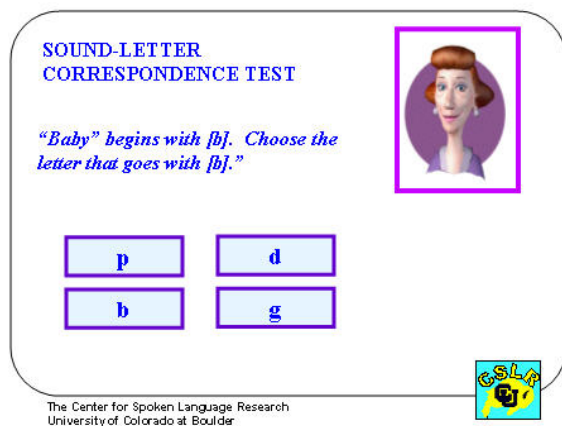 SOUND-LETTER
CORRESPONDENCE TEST
“Baby” begins with [b]. Choose the
letter that goes with [b].”
p
d
b
g
CSLR
CU
The Center for Spoken Language Research
University of Colorado at Boulder